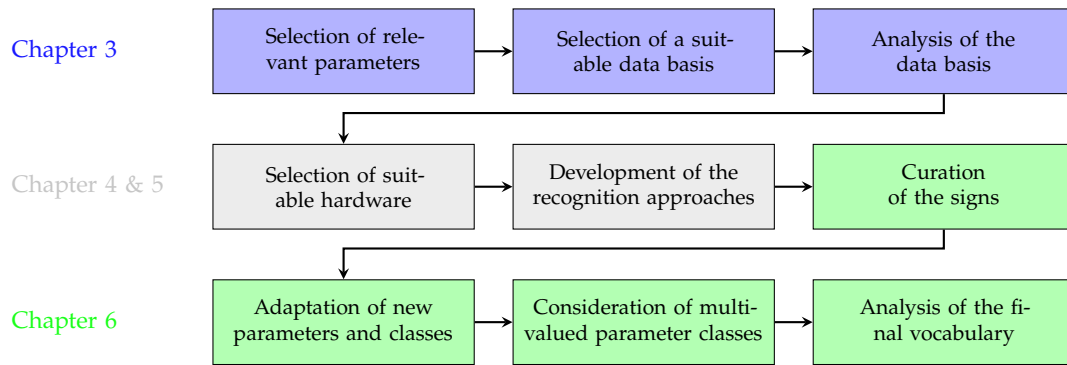 Chapter 3
Selection of rele-
vant parameters
Selection of a suit-
able data basis
Analysis of the
data basis
Chapter 4 & 5
Selection of suit-
able hardware
Development of the
recognition approaches
Curation
of the signs
Chapter 6
Adaptation of new
parameters and classes
Consideration of multi-
valued parameter classes
Analysis of the fi-
nal vocabulary